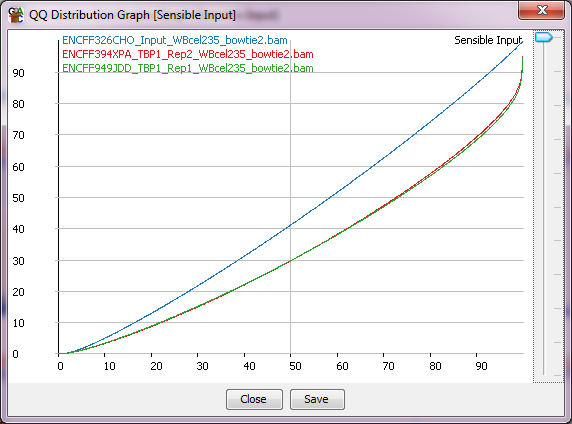 QQ Distribution Graph [Sensible Input]
ENCFF326CHO_Input_WBcel235_bowtie2.bam
Sensible Input
ENCFF394XPA_TBP1_Rep2_WBcel235_bowtie2.bam
ENCFF949JDD_TBP1_Rep1_WBcel235_bowtie2.bam
90
80
70
60
50
40
30
20
10
0
0 10 20 30 40 50 60 70 80 90
Close Save